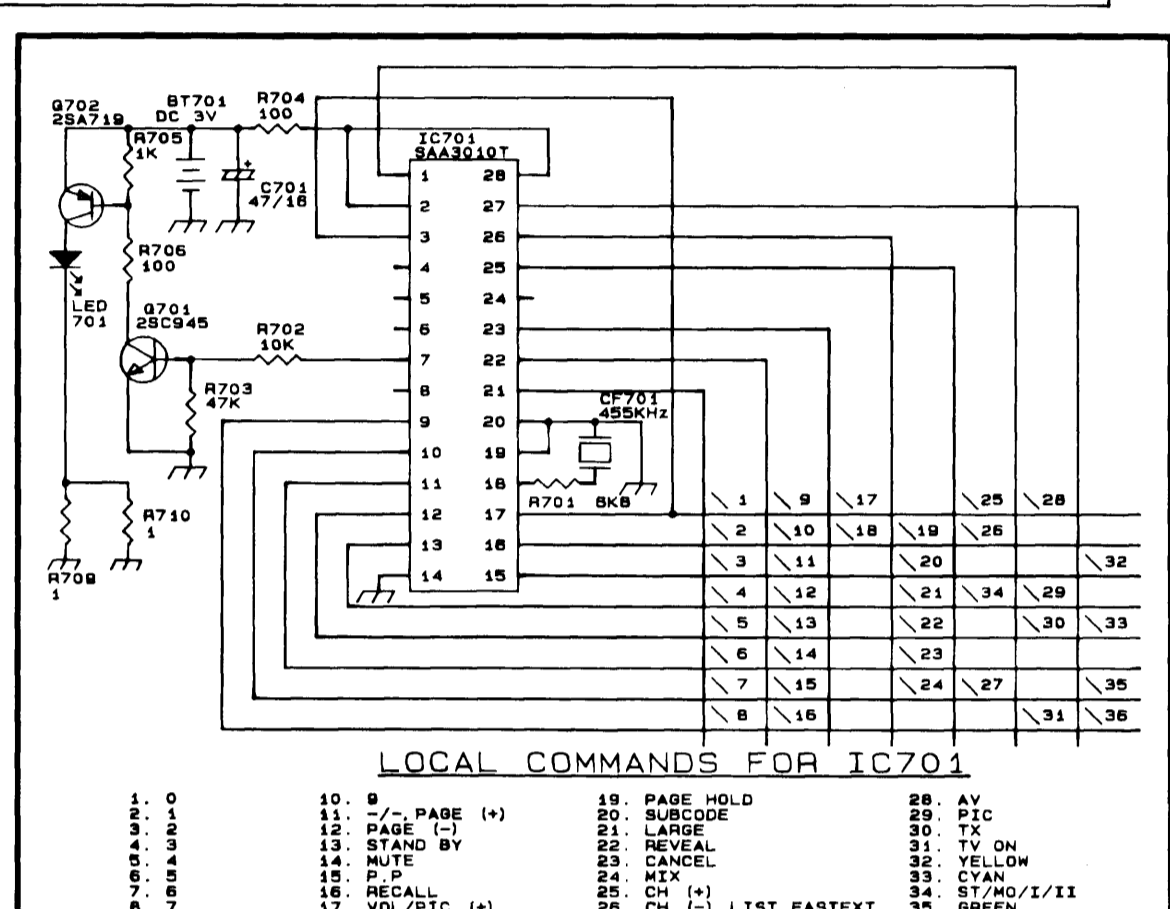 Q702
2SA719
BT701
DC 3V
R704
100
R705
1K
C701
47/16
+
IC701
SAA3010T
R706
100
LED
701
Q701
2SC945
R702
10K
R703
47K
R710
1
R709
1
CF701
455KHz
R701 6K8
1 28
2 27
3 26
4 25
5 24
6 23
7 22
8 21
9 20
10 19
11 18
12 17
13 16
14 15
1 9 17 25 28
2 10 18 19 26
3 11 20 32
4 12 21 34 29
5 13 22 30 33
6 14 23
7 15 24 27 35
8 16 31 36
LOCAL COMMANDS FOR IC701
1. 0
2. 1
3. 2
4. 3
5. 4
6. 5
7. 6
8. 7
10. 9
11. -/-, PAGE (+)
12. PAGE (-)
13. STAND BY
14. MUTE
15. P.P
16. RECALL
17. VOL/PIC (+)
19. PAGE HOLD
20. SUBCODE
21. LARGE
22. REVEAL
23. CANCEL
24. MIX
25. CH (+)
26. CH (-) LIST EASTEXT
28. AV
29. PIC
30. TX
31. TV ON
32. YELLOW
33. CYAN
34. ST/MO/I/II
35. GREEN